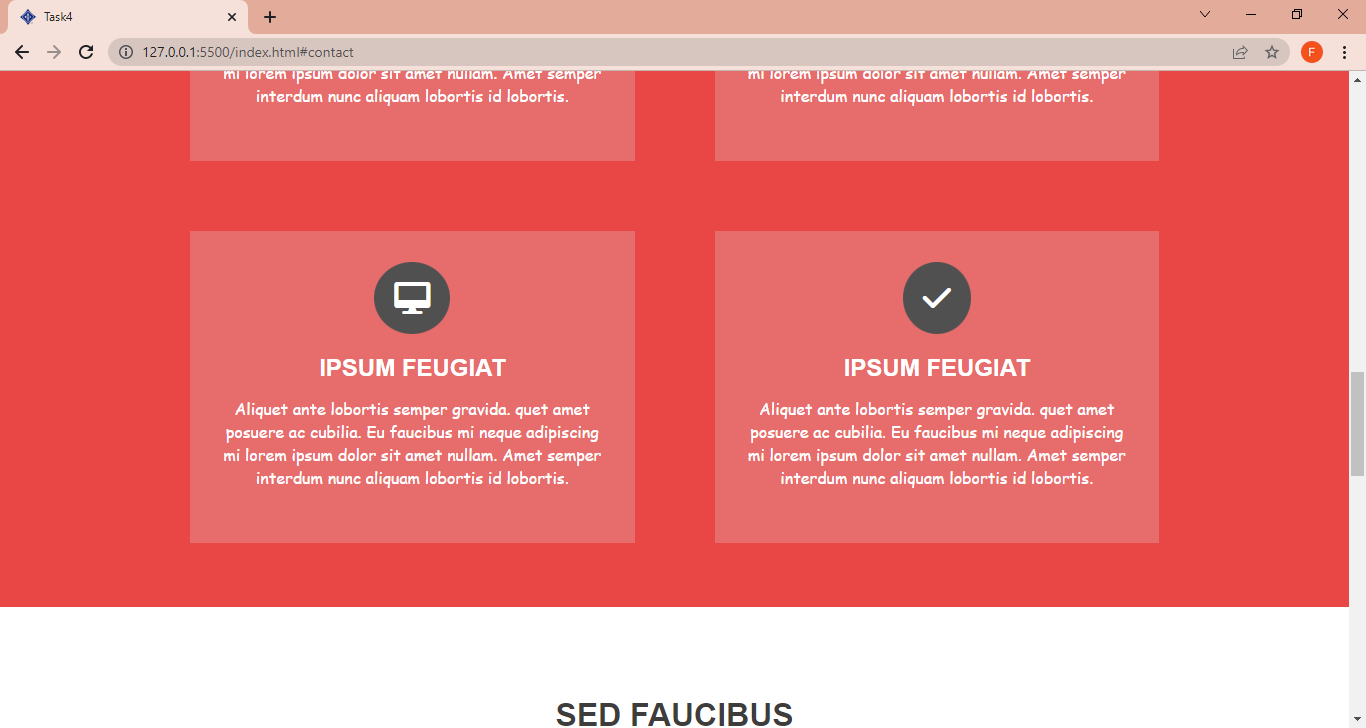 Task4
127.0.0.1:5500/index.html#contact
F
mi lorem ipsum dolor sit amet nullam. Amet semper
interdum nunc aliquam lobortis id lobortis.
mi lorem ipsum dolor sit amet nullam. Amet semper
interdum nunc aliquam lobortis id lobortis.
IPSUM FEUGIAT
Aliquet ante lobortis semper gravida. quet amet
posuere ac cubilia. Eu faucibus mi neque adipiscing
mi lorem ipsum dolor sit amet nullam. Amet semper
interdum nunc aliquam lobortis id lobortis.
IPSUM FEUGIAT
Aliquet ante lobortis semper gravida. quet amet
posuere ac cubilia. Eu faucibus mi neque adipiscing
mi lorem ipsum dolor sit amet nullam. Amet semper
interdum nunc aliquam lobortis id lobortis.
SED FAUCIBUS